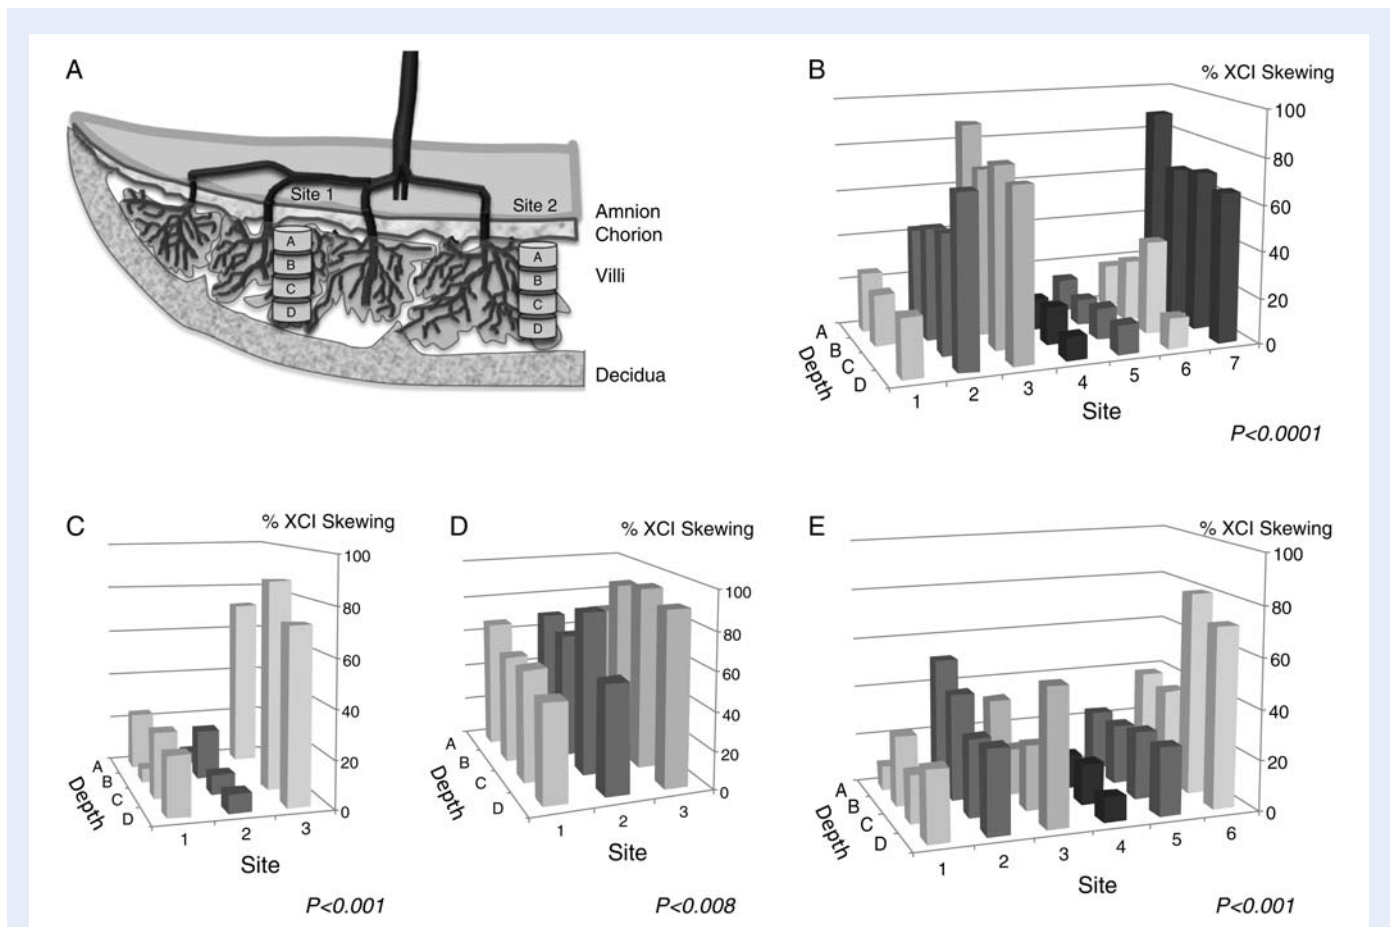 A
Site 1
Site 2
A
B
C
D
A
B
C
D
Amnion
Chorion
Villi
Decidua
B
% XCI Skewing
100
80
60
40
20
0
A
B
C
D
Depth
1 2 3 4 5 6 7
Site
P<0.0001
C
% XCI Skewing
100
80
60
40
20
0
A
B
C
D
Depth
1 2 3
Site
P<0.001
D
% XCI Skewing
100
80
60
40
20
0
A
B
C
D
Depth
1 2 3
Site
P<0.008
E
% XCI Skewing
100
80
60
40
20
0
A
B
C
D
Depth
1 2 3 4 5 6
Site
P<0.001